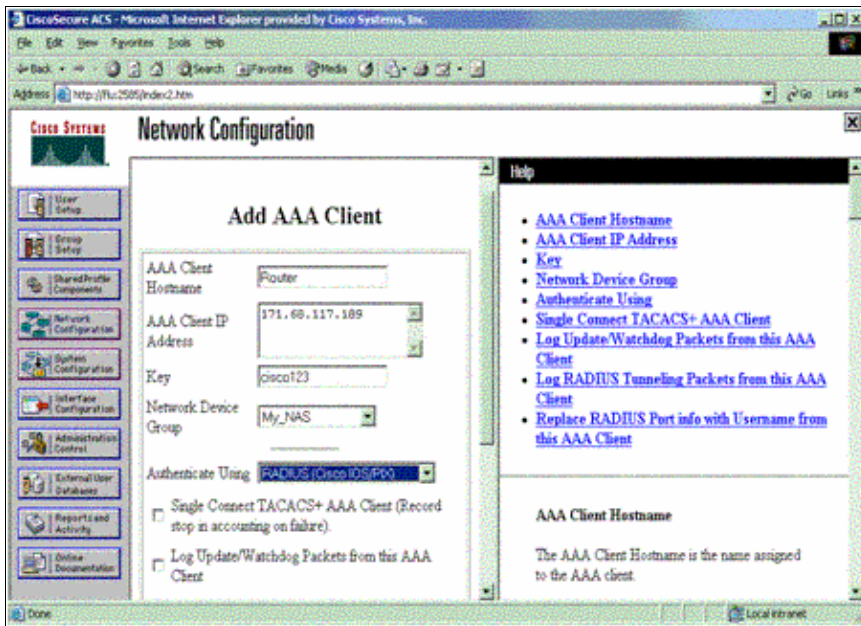 CiscoSecure ACS - Microsoft Internet Explorer provided by Cisco Systems, Inc.
File Edit View Favorites Tools Help
Back Search Favorites Media
Address http://flu:2585/index2.htm Go Links »
CISCO SYSTEMS
Network Configuration
User Setup
Group Setup
Shared Profile Components
Network Configuration
System Configuration
Interface Configuration
Administration Control
External User Databases
Reports and Activity
Online Documentation
Add AAA Client
AAA Client Hostname
Router
AAA Client IP Address
171.68.117.189
Key
cisco123
Network Device Group
My_NAS
Authenticate Using
RADIUS (Cisco IOS/PIX)
Single Connect TACACS+ AAA Client (Record
stop in accounting on failure).
Log Update/Watchdog Packets from this AAA
Client
Help
AAA Client Hostname
AAA Client IP Address
Key
Network Device Group
Authenticate Using
Single Connect TACACS+ AAA Client
Log Update/Watchdog Packets from this AAA
Client
Log RADIUS Tunneling Packets from this AAA
Client
Replace RADIUS Port info with Username from
this AAA Client
AAA Client Hostname
The AAA Client Hostname is the name assigned
to the AAA client.
Done
Local intranet